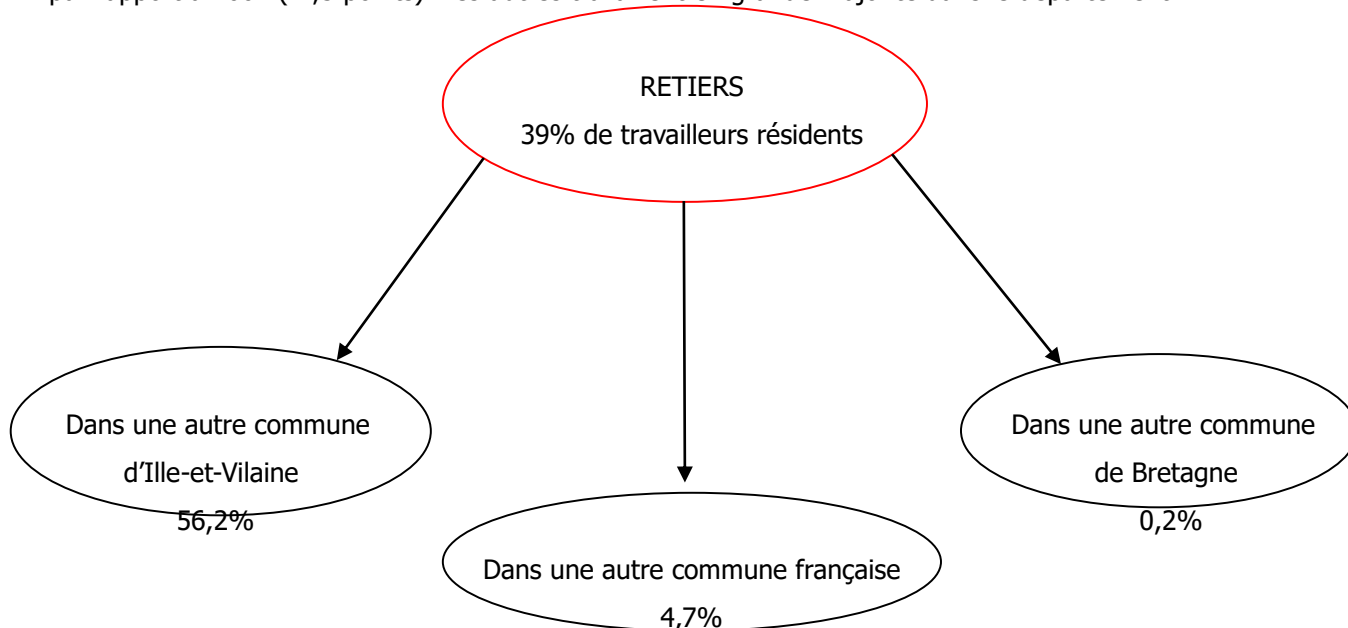 RETIERS
39% de travailleurs résidents
Dans une autre commune
d'Ille-et-Vilaine
56,2%
Dans une autre commune française
4,7%
Dans une autre commune
de Bretagne
0,2%